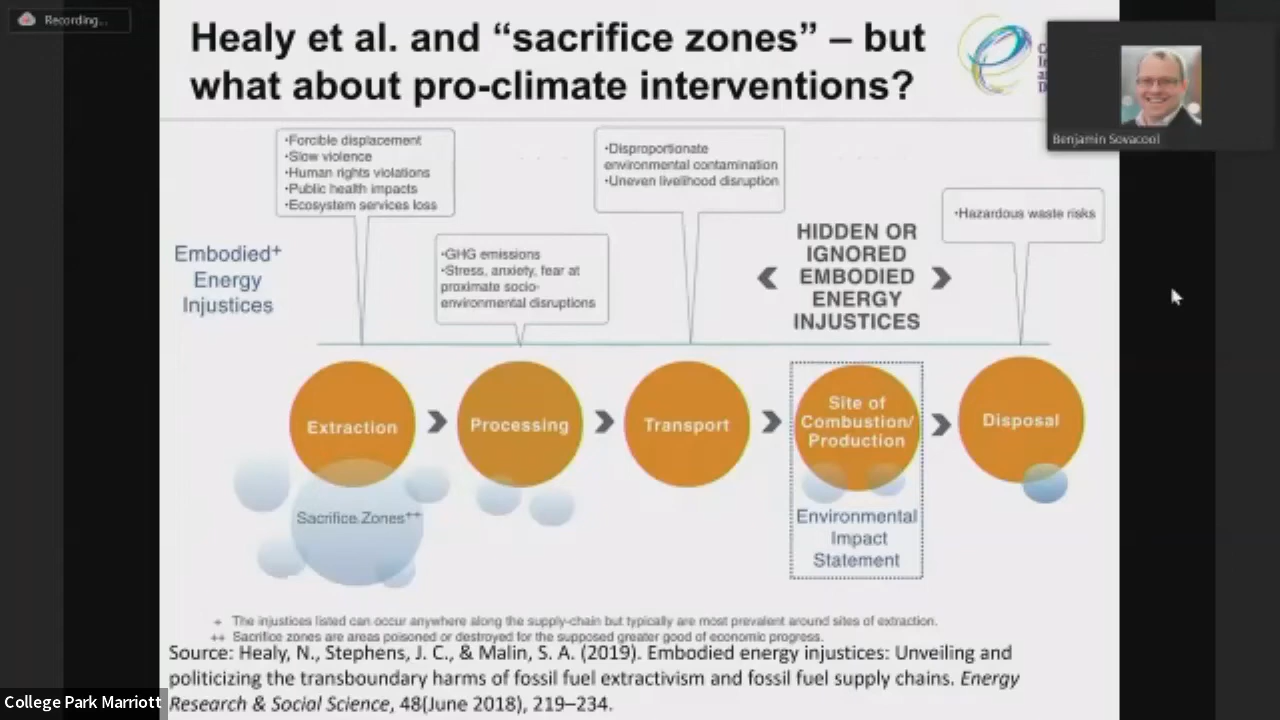 Recording...
Healy et al. and “sacrifice zones” – but
what about pro-climate interventions?
Benjamin Sovacool
•Forcible displacement
•Slow violence
•Human rights violations
•Public health impacts
•Ecosystem services loss
•Disproportionate
environmental contamination
•Uneven livelihood disruption
•Hazardous waste risks
•GHG emissions
•Stress, anxiety, fear at
proximate socio-
environmental disruptions
Embodied+
Energy
Injustices
HIDDEN OR
IGNORED
EMBODIED
ENERGY
INJUSTICES
Extraction
Processing
Transport
Site of
Combustion/
Production
Disposal
Sacrifice Zones++
Environmental
Impact
Statement
+ The injustices listed can occur anywhere along the supply-chain but typically are most prevalent around sites of extraction.
++ Sacrifice zones are areas poisoned or destroyed for the supposed greater good of economic progress.
Source: Healy, N., Stephens, J. C., & Malin, S. A. (2019). Embodied energy injustices: Unveiling and
politicizing the transboundary harms of fossil fuel extractivism and fossil fuel supply chains. Energy
Research & Social Science, 48(June 2018), 219–234.
College Park Marriott